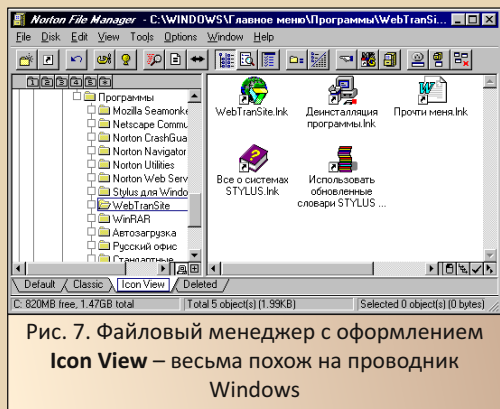 Norton File Manager - C:\WINDOWS\Главное меню\Программы\WebTranSi...
File Disk Edit View Tools Options Window Help
Программы
Mozilla Seamonke
Netscape Commu
Norton CrashGua
Norton Navigator
Norton Utilities
Norton Web Serv
Stylus для Windo
WebTranSite
WinRAR
Автозагрузка
Русский офис
Стандартные
WebTranSite.lnk
Деинсталляция
программы.lnk
Прочти меня.lnk
Все о системах
STYLUS.lnk
Использовать
обновленные
словари STYLUS ...
Default Classic Icon View Deleted
C: 820MB free, 1.47GB total Total 5 object(s) (1.99KB) Selected 0 object(s) (0 bytes)
Рис. 7. Файловый менеджер с оформлением
Icon View – весьма похож на проводник
Windows